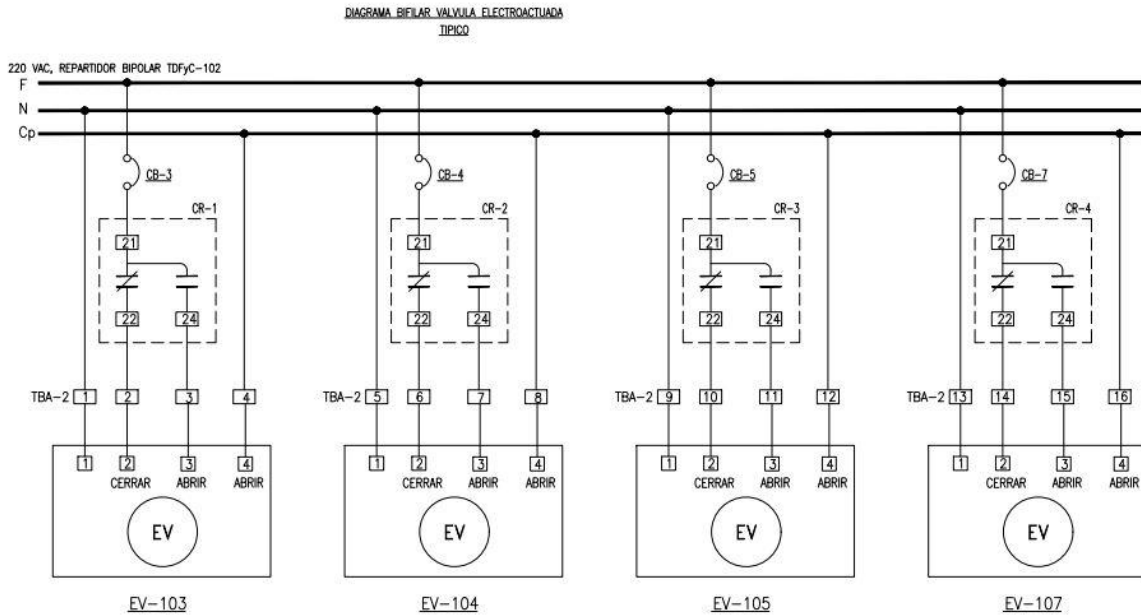 DIAGRAMA BIFILAR VALVULA ELECTROACTUADA
TIPICO
220 VAC, REPARTIDOR BIPOLAR TDFyC-102
F
N
Cp
CB-3 CB-4 CB-5 CB-7
CR-1 CR-2 CR-3 CR-4
21 21 21 21
22 24 22 24 22 24 22 24
TBA-2 1 2 3 4 TBA-2 5 6 7 8 TBA-2 9 10 11 12 TBA-2 13 14 15 16
1 2 3 4 1 2 3 4 1 2 3 4 1 2 3 4
CERRAR ABRIR ABRIR CERRAR ABRIR ABRIR CERRAR ABRIR ABRIR CERRAR ABRIR ABRIR
EV EV EV EV
EV-103 EV-104 EV-105 EV-107